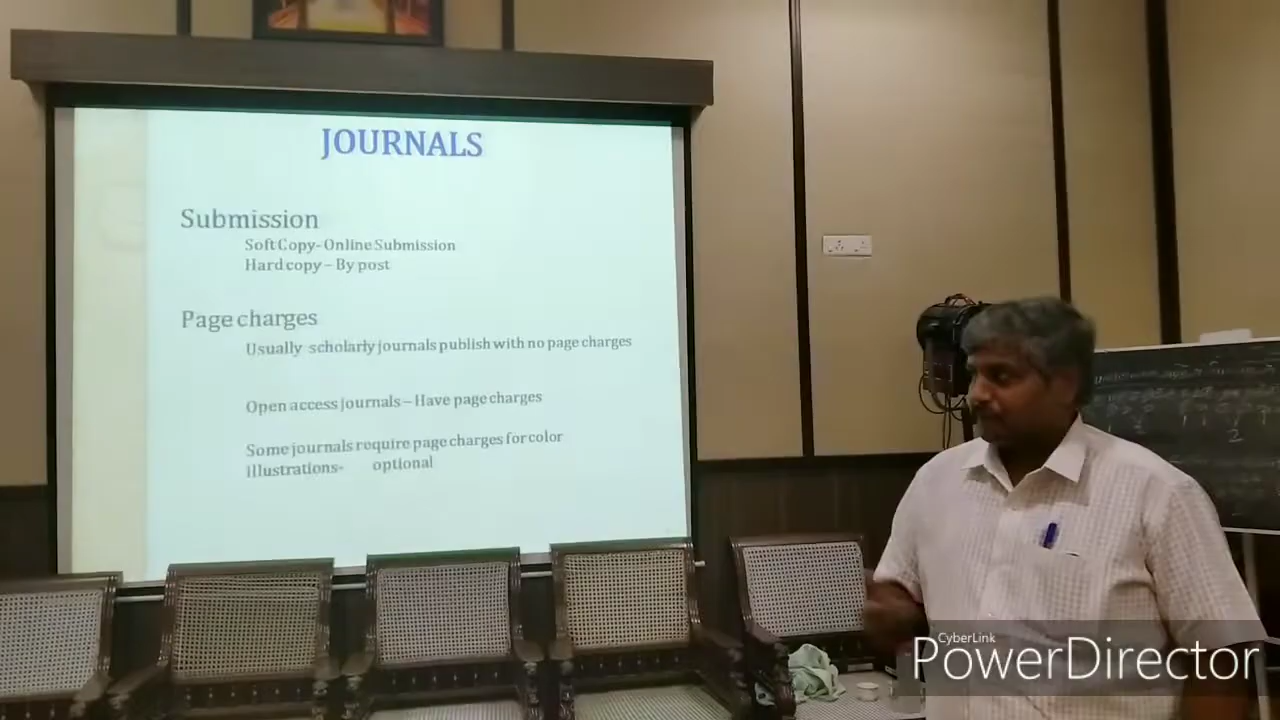 JOURNALS
Submission
Soft Copy- Online Submission
Hard copy – By post
Page charges
Usually scholarly journals publish with no page charges
Open access journals – Have page charges
Some journals require page charges for color
illustrations- optional
2
CyberLink
PowerDirector